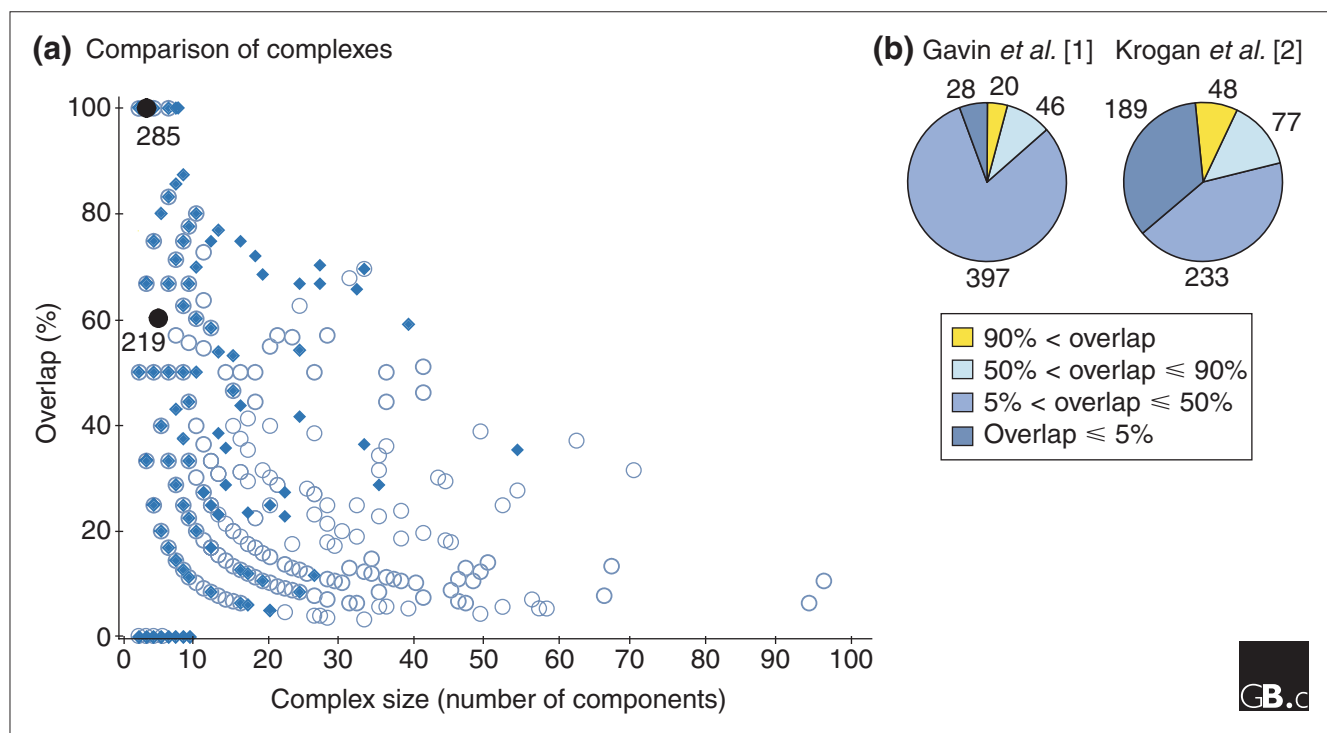 (a) Comparison of complexes
100
80
60
40
20
0
Overlap (%)
285
219
0 10 20 30 40 50 60 70 80 90 100
Complex size (number of components)
(b) Gavin et al. [1] Krogan et al. [2]
28 20 46 397
48 77 189 233
90% < overlap
50% < overlap ⩽ 90%
5% < overlap ⩽ 50%
Overlap ⩽ 5%
GB.c